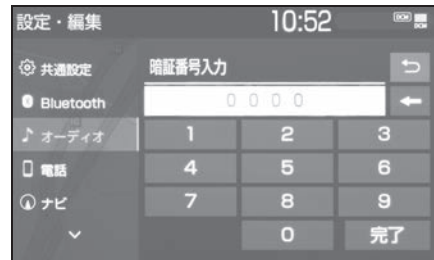 設定・編集 10:52 DCM
共通設定 暗証番号入力
Bluetooth 0 0 0 0
オーディオ 1 2 3
電話 4 5 6
ナビ 7 8 9
0 完了